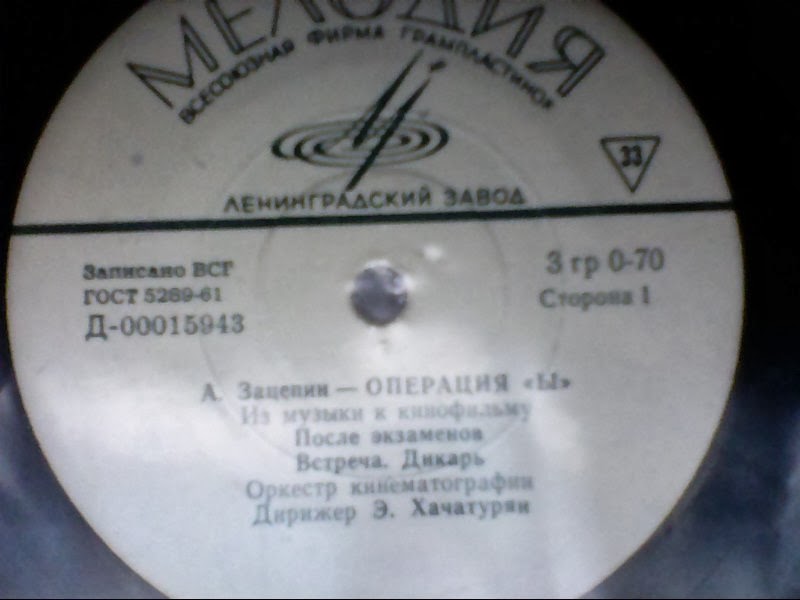 МЕЛОДИЯ
ВСЕСОЮЗНАЯ ФИРМА ГРАМПЛАСТИНОК
33
ЛЕНИНГРАДСКИЙ ЗАВОД
Записано ВСГ
ГОСТ 5289-61
Д-00015943
3 гр 0-70
Сторона 1
А. Зацепин — ОПЕРАЦИЯ «Ы»
Из музыки к кинофильму
После экзаменов
Встреча. Дикарь
Оркестр кинематографии
Дирижер Э. Хачатурян